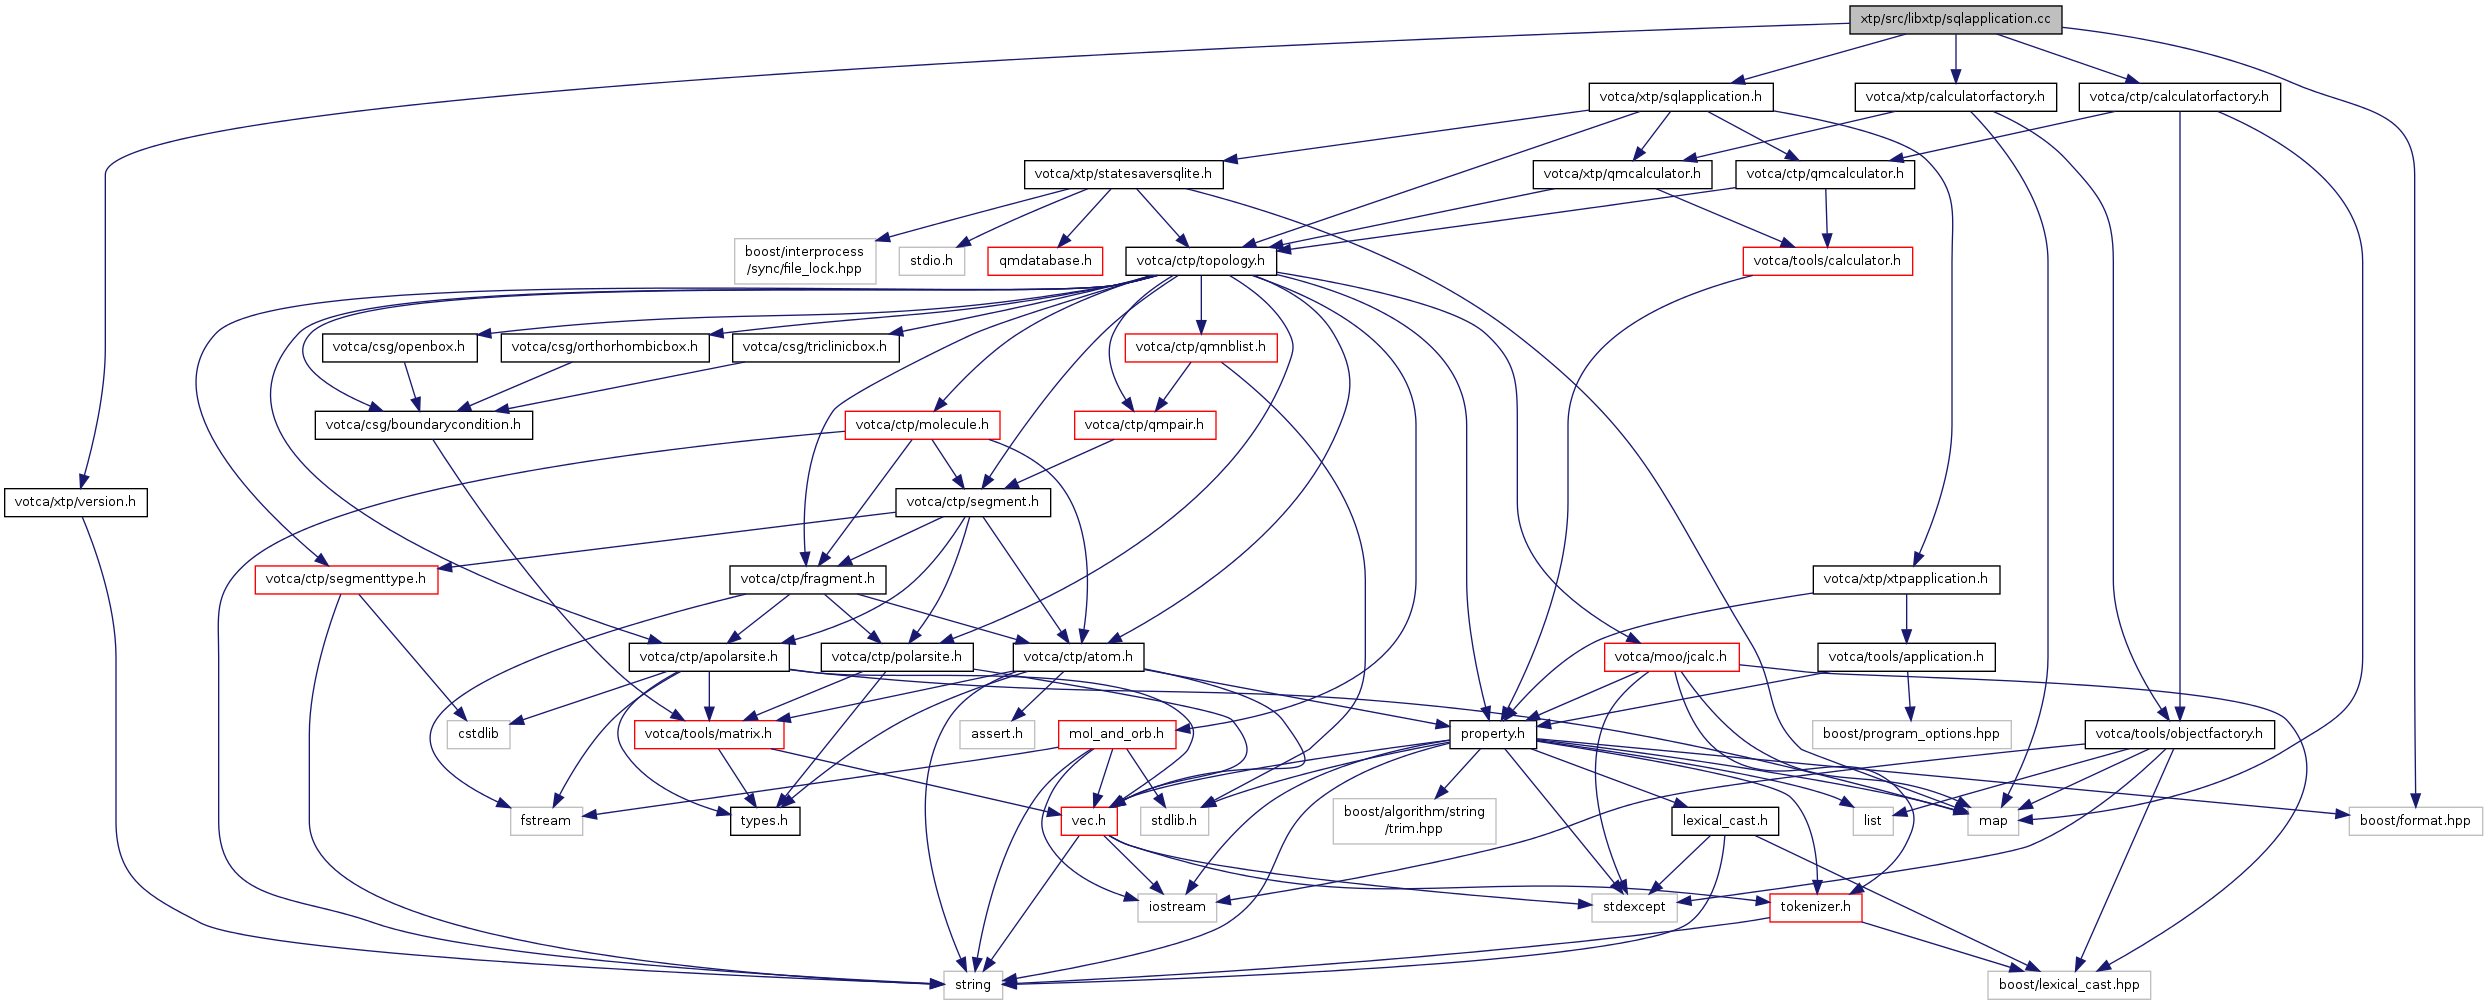 xtp/src/libxtp/sqlapplication.cc
votca/xtp/sqlapplication.h
votca/xtp/calculatorfactory.h
votca/ctp/calculatorfactory.h
votca/xtp/statesaversqlite.h
votca/xtp/qmcalculator.h
votca/ctp/qmcalculator.h
boost/interprocess
/sync/file_lock.hpp
stdio.h
qmdatabase.h
votca/ctp/topology.h
votca/tools/calculator.h
votca/csg/openbox.h
votca/csg/orthorhombicbox.h
votca/csg/triclinicbox.h
votca/ctp/qmnblist.h
votca/csg/boundarycondition.h
votca/ctp/molecule.h
votca/ctp/qmpair.h
votca/xtp/version.h
votca/ctp/segment.h
votca/ctp/segmenttype.h
votca/ctp/fragment.h
votca/xtp/xtpapplication.h
votca/ctp/apolarsite.h
votca/ctp/polarsite.h
votca/ctp/atom.h
votca/moo/jcalc.h
votca/tools/application.h
cstdlib
votca/tools/matrix.h
assert.h
mol_and_orb.h
property.h
boost/program_options.hpp
votca/tools/objectfactory.h
fstream
types.h
vec.h
stdlib.h
boost/algorithm/string
/trim.hpp
lexical_cast.h
list
map
boost/format.hpp
iostream
stdexcept
tokenizer.h
string
boost/lexical_cast.hpp